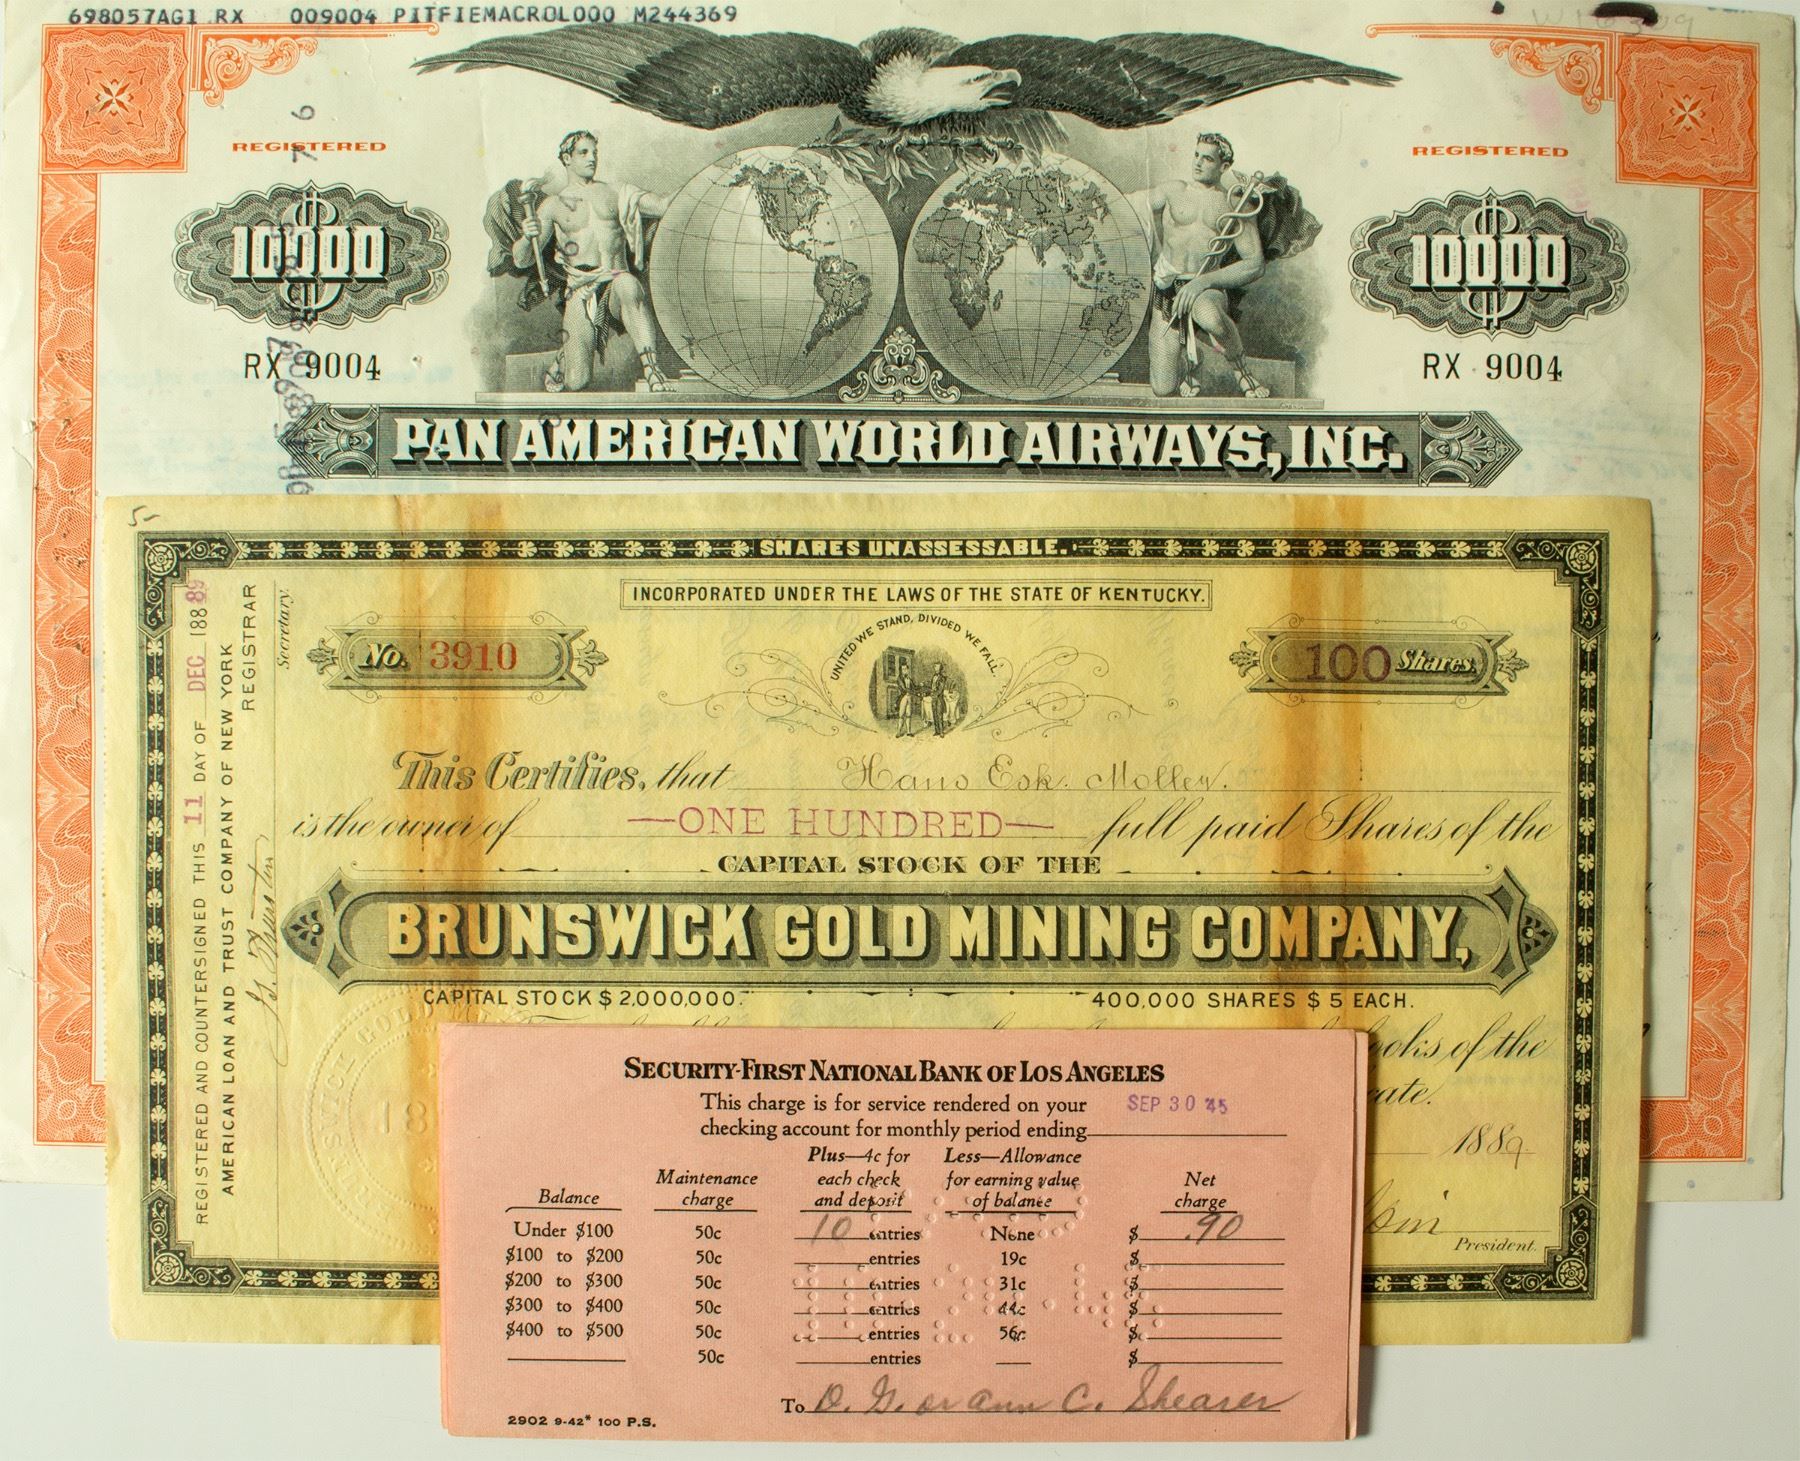 698057AG1 RX 009004 PITFIEMACROL000 M244369
REGISTERED REGISTERED
10000 10000
RX 9004 RX 9004
PAN AMERICAN WORLD AIRWAYS, INC.
5-
SHARES UNASSESSABLE.
INCORPORATED UNDER THE LAWS OF THE STATE OF KENTUCKY.
UNITED WE STAND, DIVIDED WE FALL.
No. 3910 100 Shares.
This Certifies, that Hans Esk. Moller.
is the owner of —ONE HUNDRED— full paid Shares of the
CAPITAL STOCK OF THE
BRUNSWICK GOLD MINING COMPANY,
CAPITAL STOCK $2,000,000. 400,000 SHARES $5 EACH.
books of the
1889
President.
REGISTERED AND COUNTERSIGNED THIS 11 DAY OF DEC 188 89
AMERICAN LOAN AND TRUST COMPANY OF NEW YORK
REGISTRAR
Secretary.
SECURITY-FIRST NATIONAL BANK OF LOS ANGELES
This charge is for service rendered on your SEP 30 45
checking account for monthly period ending
Plus—4c for Less—Allowance
Maintenance each check for earning value Net
Balance charge and deposit of balance charge
Under $100 50c 10 entries None $ .90
$100 to $200 50c entries 19c $
$200 to $300 50c entries 31c $
$300 to $400 50c entries 44c $
$400 to $500 50c entries 56c $
50c entries $
To D. G. or Ann C. Shearer
2902 9-42* 100 P.S.